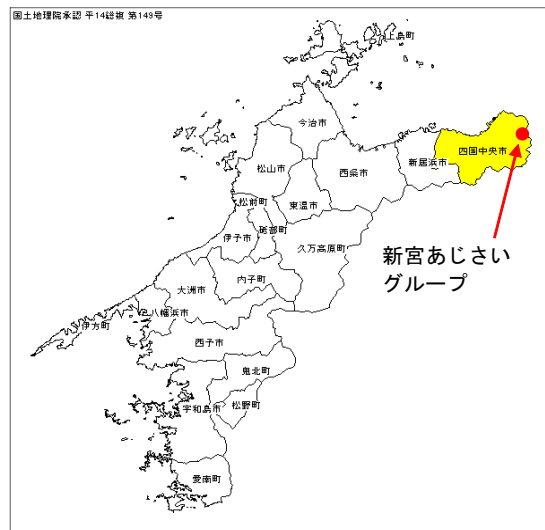 国土地理院承認 平14総複 第149号
上島町
今治市
松山市
西条市
新居浜市
四国中央市
東温市
松前町
砥部町
伊予市
久万高原町
新宮あじさい
グループ
内子町
大洲市
八幡浜市
伊方町
西予市
鬼北町
宇和島市
松野町
愛南町